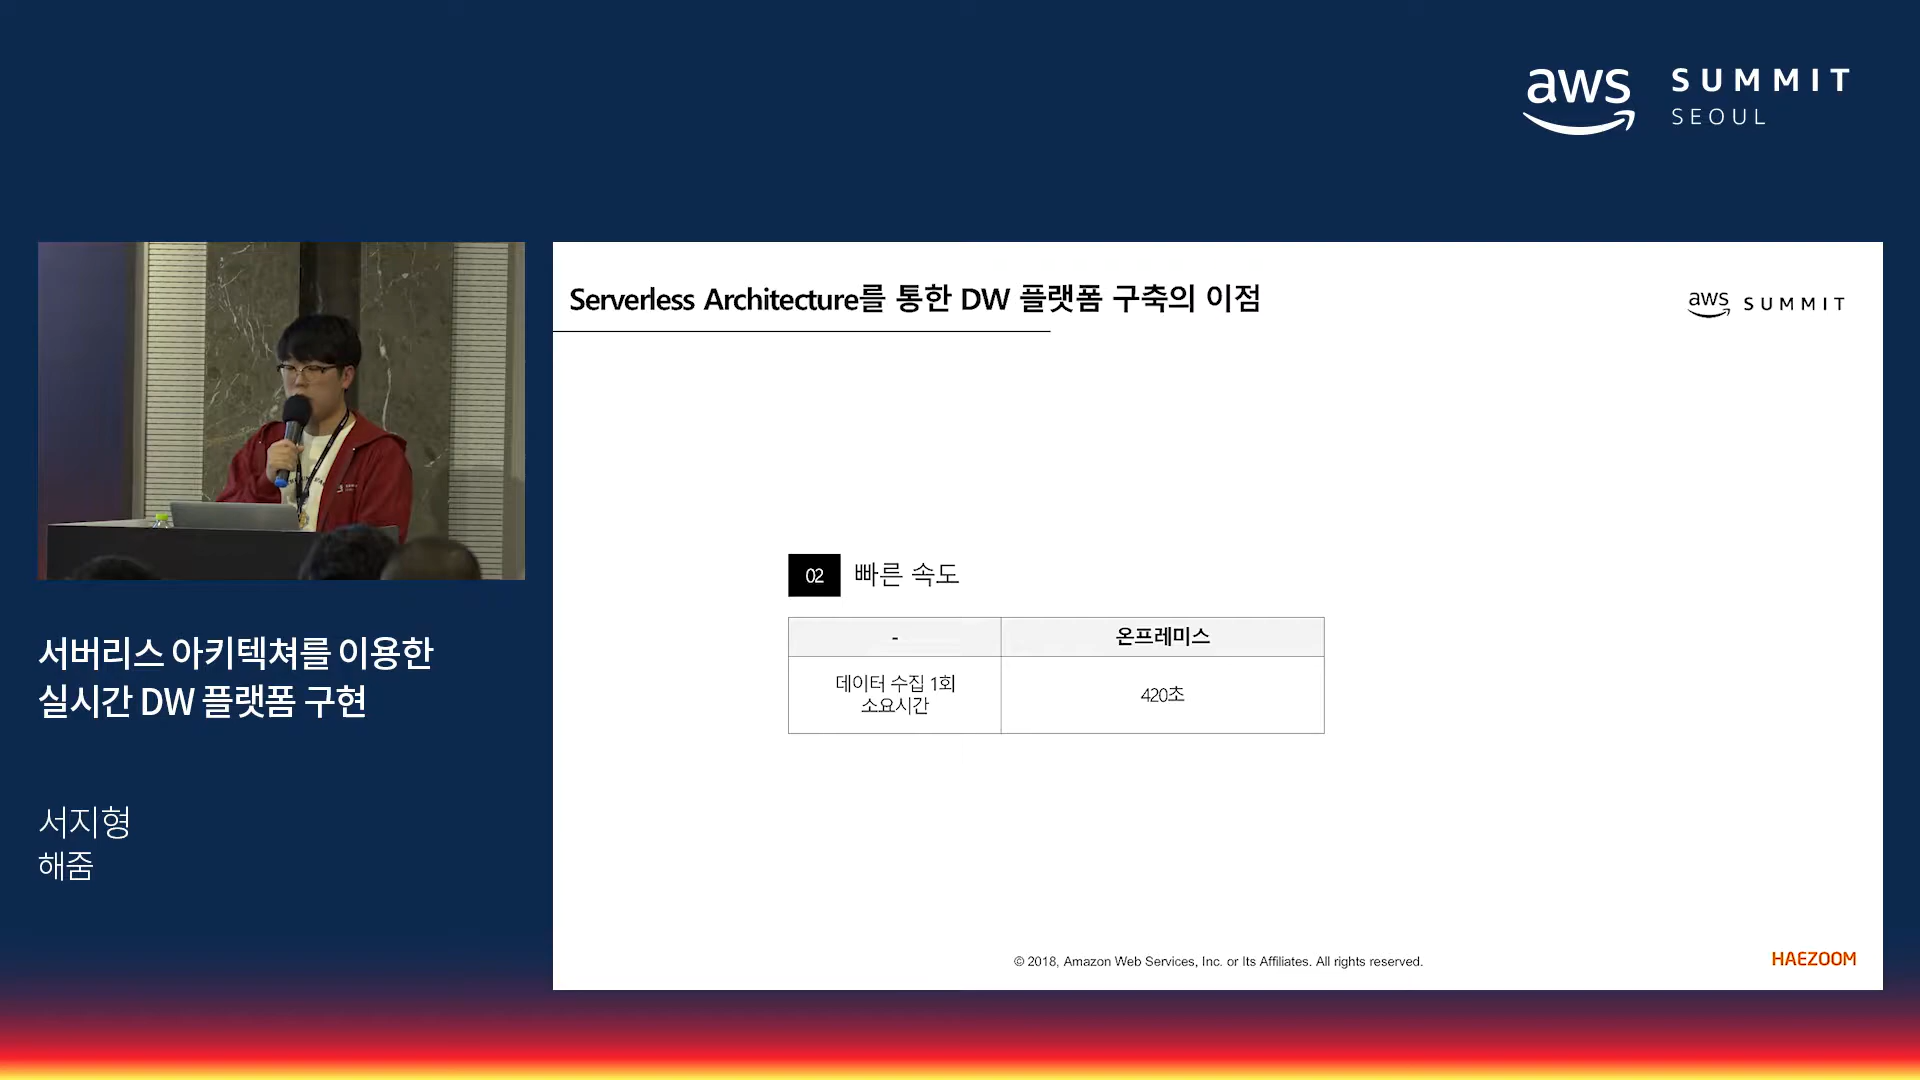 aws SUMMIT
SEOUL
Serverless Architecture를 통한 DW 플랫폼 구축의 이점
aws SUMMIT
02 빠른 속도
- 온프레미스
데이터 수집 1회
소요시간
420초
서버리스 아키텍쳐를 이용한
실시간 DW 플랫폼 구현
서지형
해줌
© 2018, Amazon Web Services, Inc. or Its Affiliates. All rights reserved.
HAEZOOM